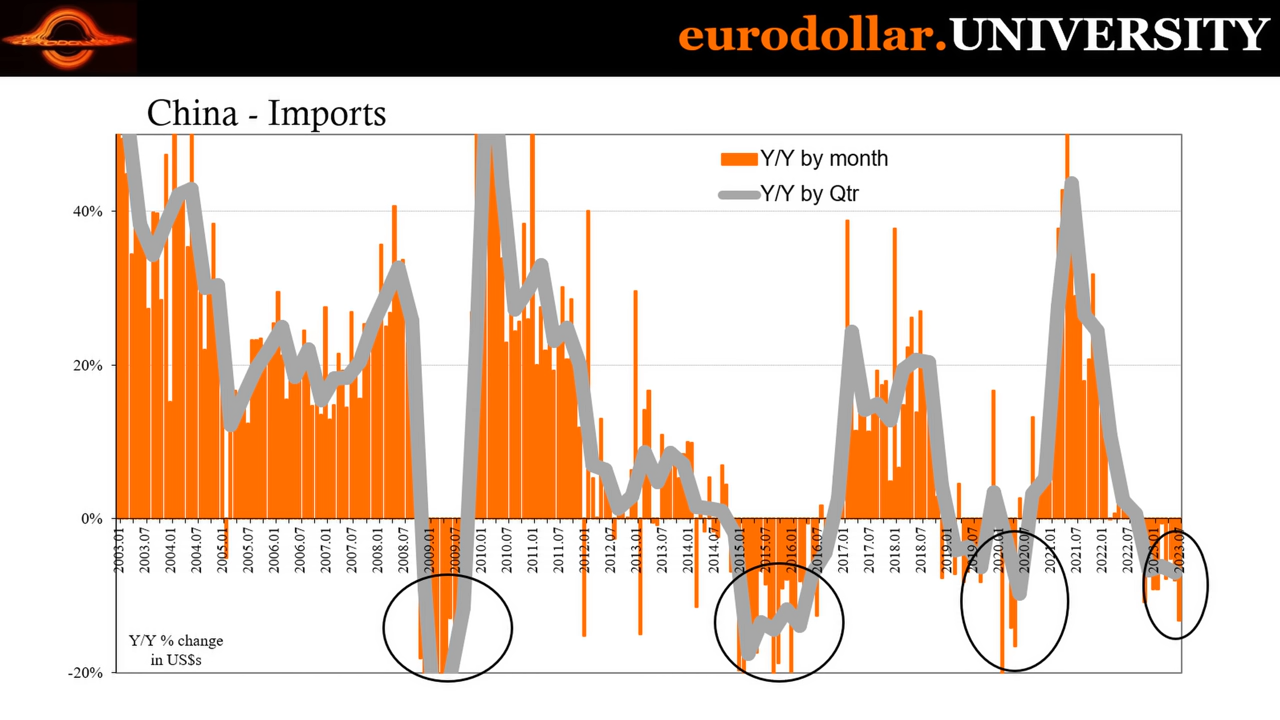 eurodollar.UNIVERSITY
China - Imports
Y/Y by month
Y/Y by Qtr
40%
20%
0%
-20%
2003.01 2003.07 2004.01 2004.07 2005.01 2005.07 2006.01 2006.07 2007.01 2007.07 2008.01 2008.07 2009.01 2009.07 2010.01 2010.07 2011.01 2011.07 2012.01 2012.07 2013.01 2013.07 2014.01 2014.07 2015.01 2015.07 2016.01 2016.07 2017.01 2017.07 2018.01 2018.07 2019.01 2019.07 2020.01 2020.07 2021.01 2021.07 2022.01 2022.07 2023.01 2023.07
Y/Y % change
in US$s